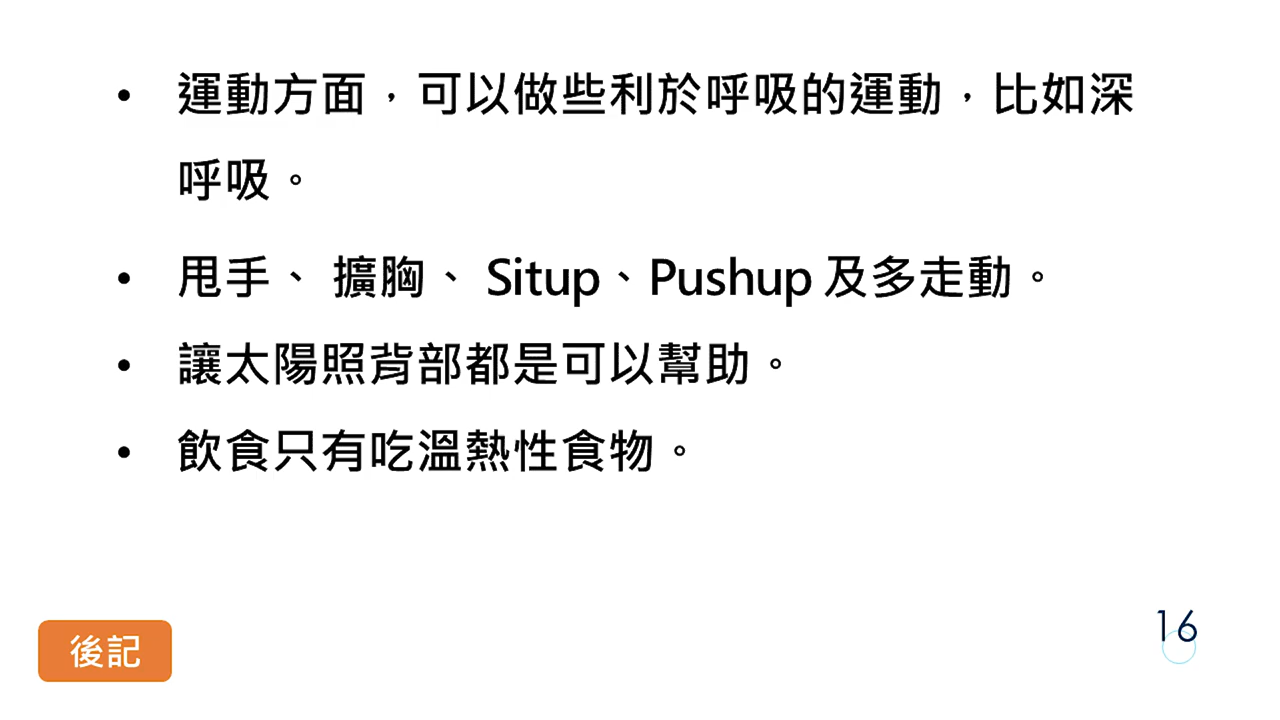 • 運動方面，可以做些利於呼吸的運動，比如深
呼吸。
• 甩手、 擴胸、 Situp、Pushup 及多走動。
• 讓太陽照背部都是可以幫助。
• 飲食只有吃溫熱性食物。
後記
16